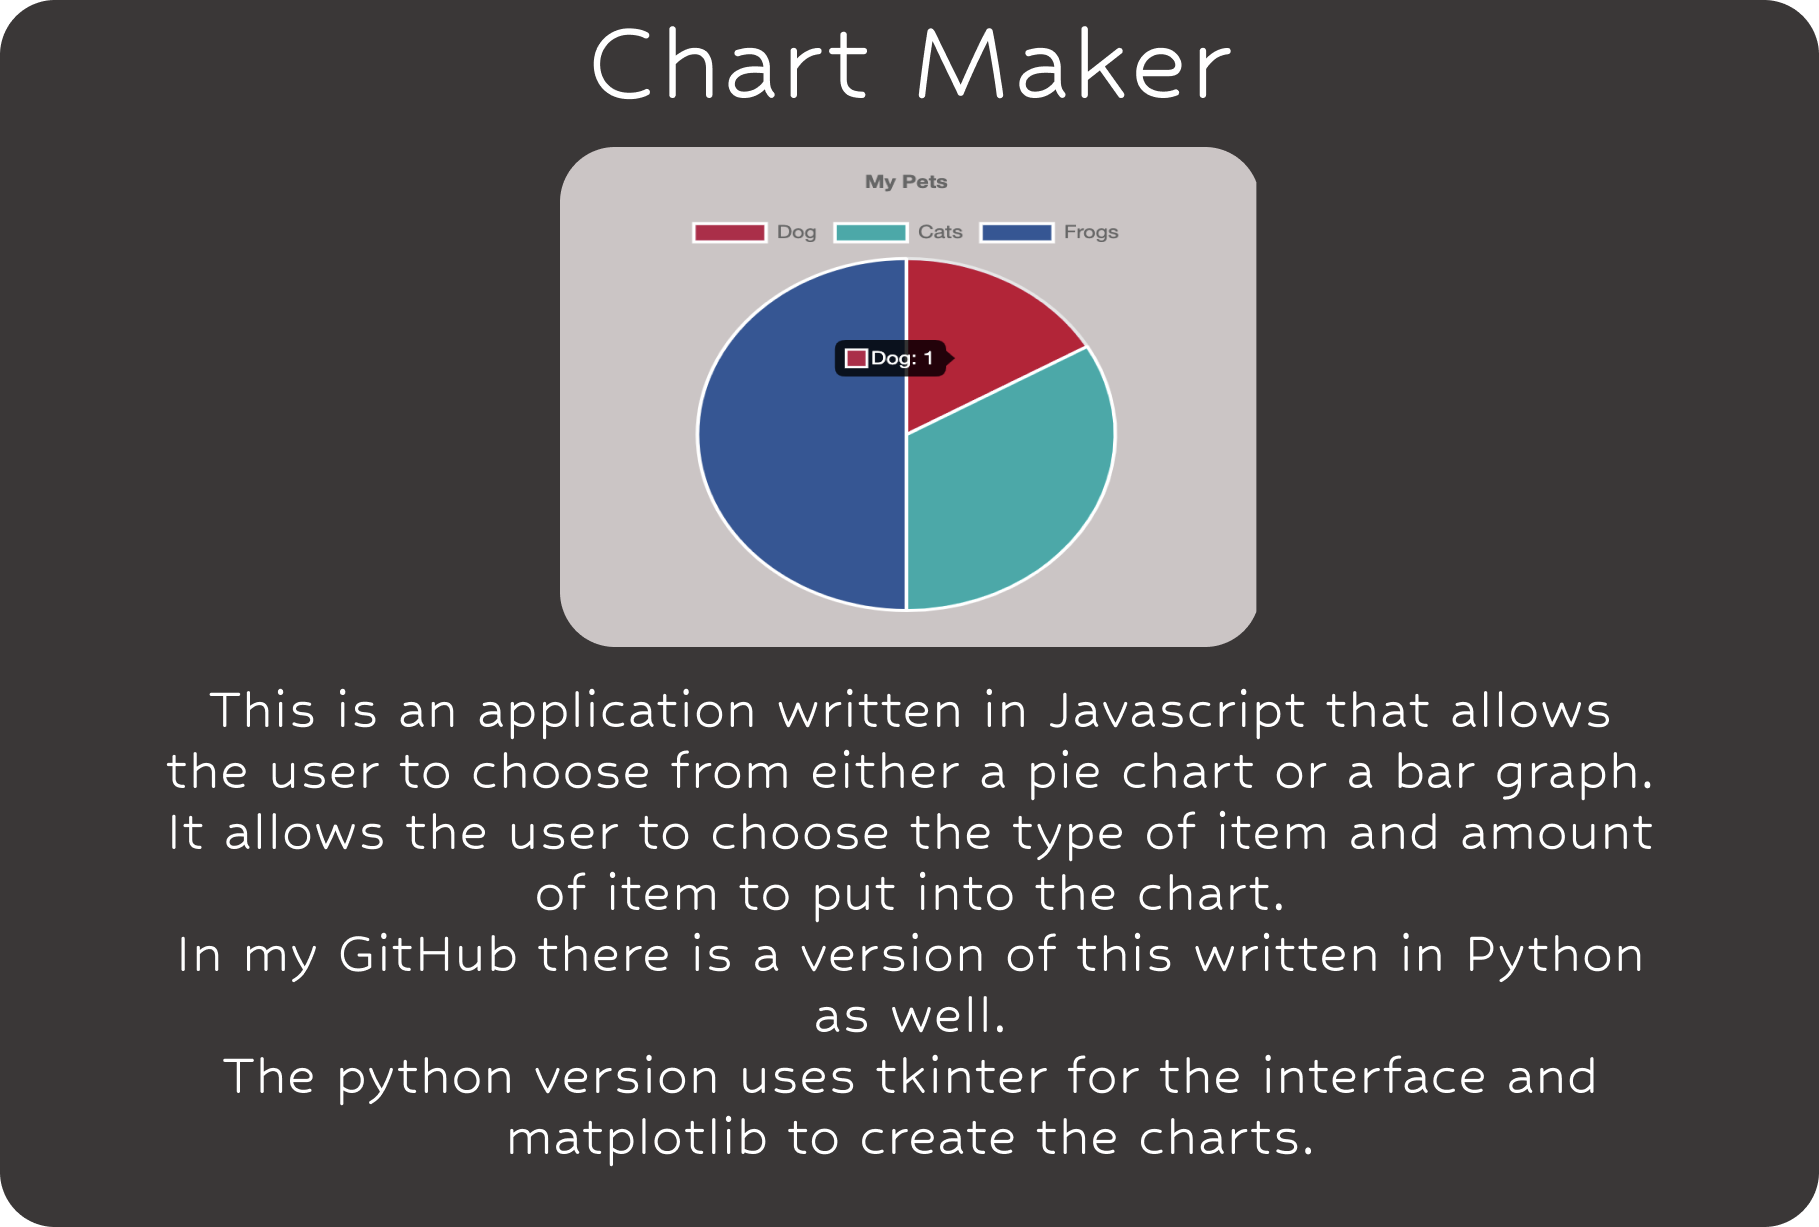 Chart Maker
My Pets
Dog Cats Frogs
Dog: 1
This is an application written in Javascript that allows
the user to choose from either a pie chart or a bar graph.
It allows the user to choose the type of item and amount
of item to put into the chart.
In my GitHub there is a version of this written in Python
as well.
The python version uses tkinter for the interface and
matplotlib to create the charts.